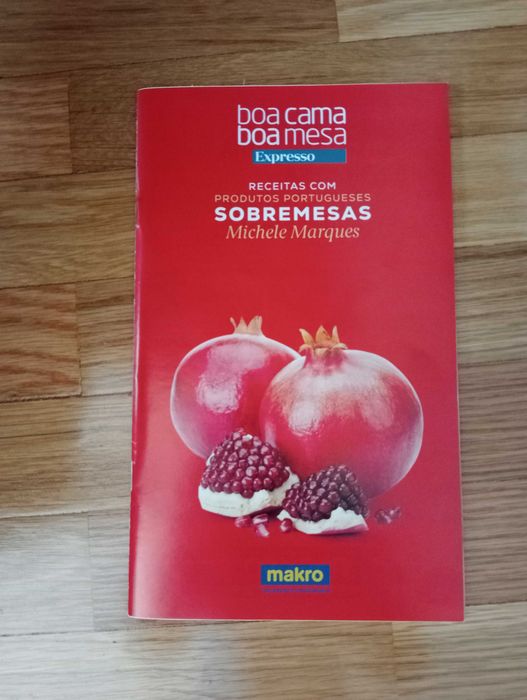 boa cama
boa mesa
Expresso
RECEITAS COM
PRODUTOS PORTUGUESES
SOBREMESAS
Michele Marques
makro